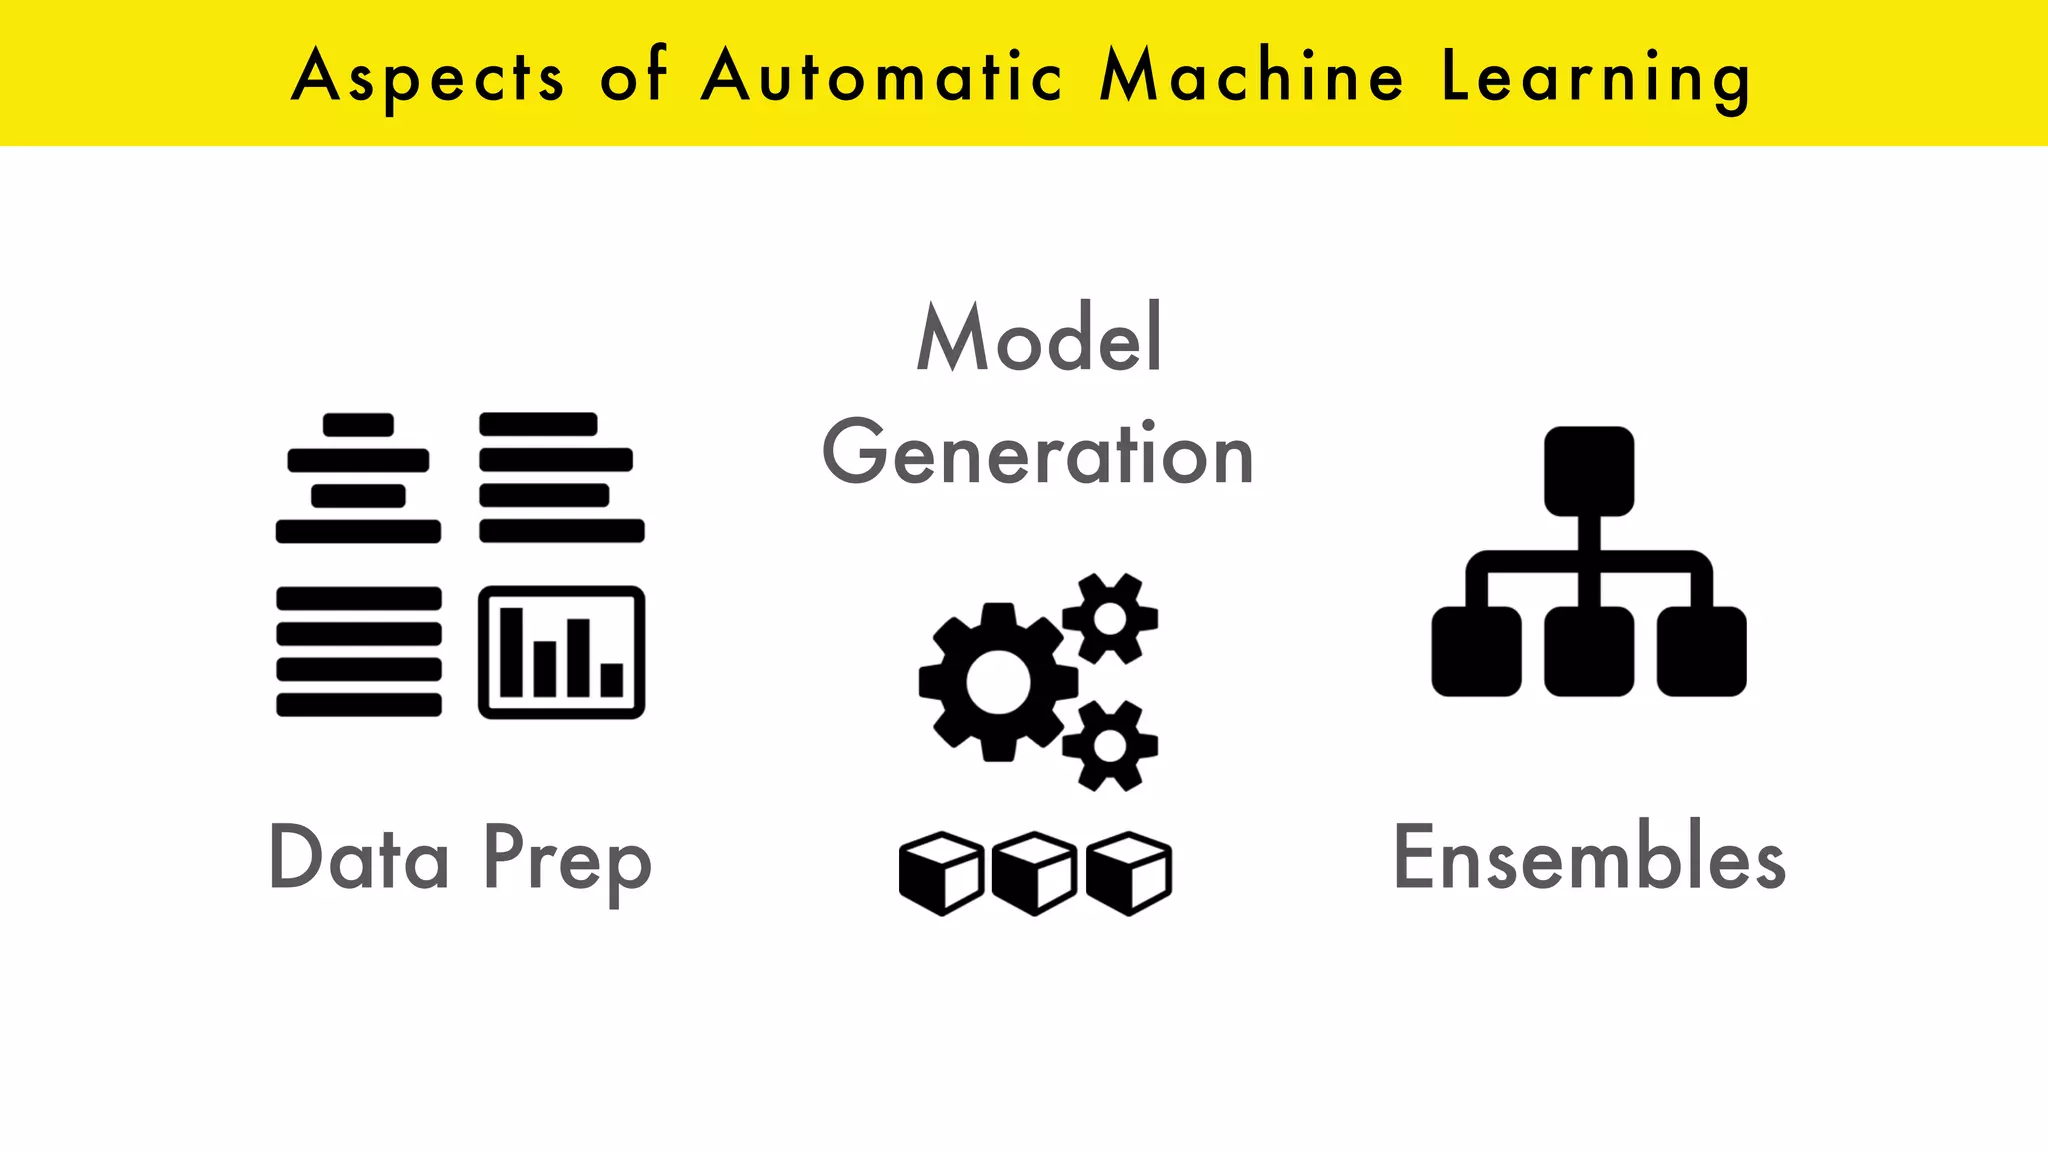 Aspects of Automatic Machine Learning
Data Prep
Model
Generation
Ensembles